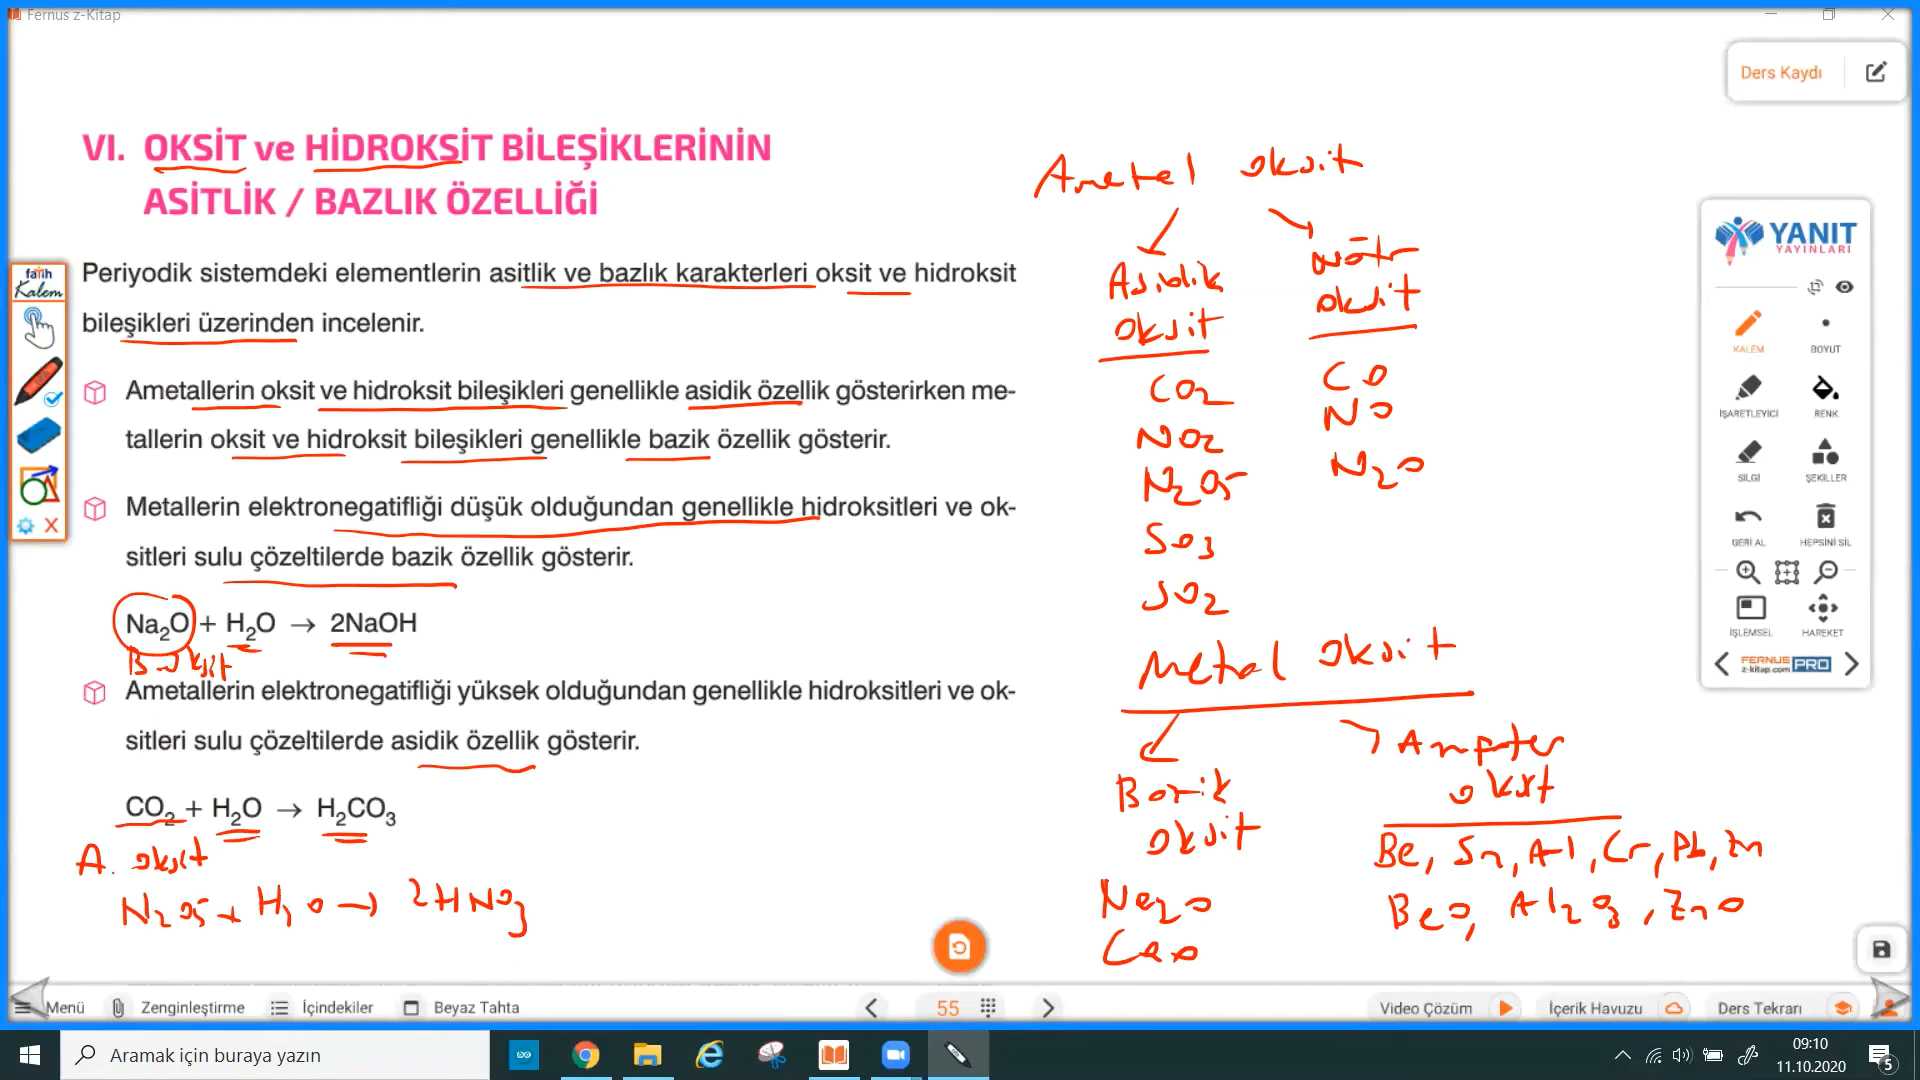 Fernus z-Kitap
Ders Kaydı
VI. OKSİT ve HİDROKSİT BİLEŞİKLERİNİN
ASİTLİK / BAZLIK ÖZELLİĞİ
Periyodik sistemdeki elementlerin asitlik ve bazlık karakterleri oksit ve hidroksit
bileşikleri üzerinden incelenir.
Ametallerin oksit ve hidroksit bileşikleri genellikle asidik özellik gösterirken me-
tallerin oksit ve hidroksit bileşikleri genellikle bazik özellik gösterir.
Metallerin elektronegatifliği düşük olduğundan genellikle hidroksitleri ve ok-
sitleri sulu çözeltilerde bazik özellik gösterir.
Na₂O + H₂O → 2NaOH
B. oksit
Ametallerin elektronegatifliği yüksek olduğundan genellikle hidroksitleri ve ok-
sitleri sulu çözeltilerde asidik özellik gösterir.
CO₂ + H₂O → H₂CO₃
A. oksit
N₂O₅ + H₂O → 2HNO₃
Ametal oksit
Asidik
oksit
CO₂
NO₂
N₂O₅
SO₃
SO₂
Nötr
oksit
CO
NO
N₂O
Metal oksit
Bazik
oksit
Na₂O
CaO
Amfoter
oksit
Be, Sn, Al, Cr, Pb, Zn
BeO, Al₂O₃, ZnO
fatih
Kalem
YANIT
YAYINLARI
KALEM
BOYUT
İŞARETLEYİCİ
RENK
SİLGİ
ŞEKİLLER
GERİ AL
HEPSİNİ SİL
İŞLEMSEL
HAREKET
FERNUS
z-kitap.com PRO
Menü
Zenginleştirme
İçindekiler
Beyaz Tahta
55
Video Çözüm
İçerik Havuzu
Ders Tekrarı
Aramak için buraya yazın
09:10
11.10.2020
5